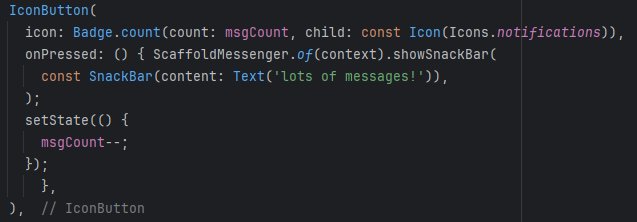 IconButton(
  icon: Badge.count(count: msgCount, child: const Icon(Icons.notifications)),
  onPressed: () { ScaffoldMessenger.of(context).showSnackBar(
    const SnackBar(content: Text('lots of messages!')),
  );
  setState(() {
    msgCount--;
  });
    },
),  // IconButton